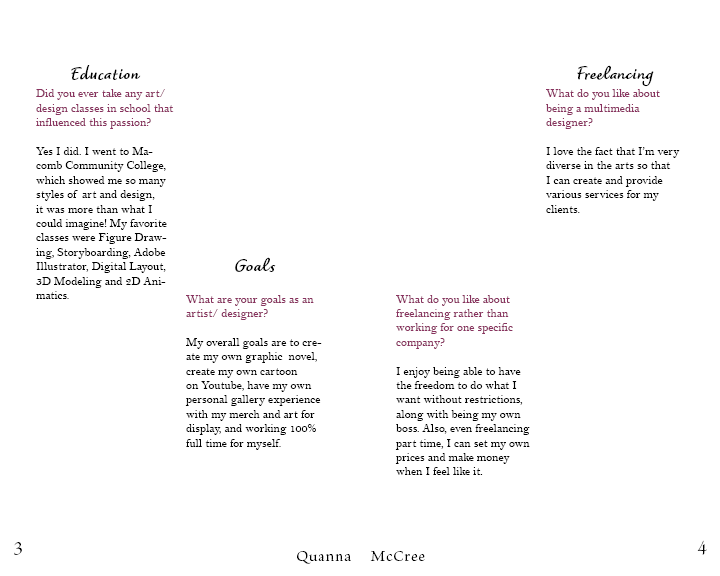 Education
Did you ever take any art/
design classes in school that
influenced this passion?
Yes I did. I went to Ma-
comb Community College,
which showed me so many
styles of art and design,
it was more than what I
could imagine! My favorite
classes were Figure Draw-
ing, Storyboarding, Adobe
Illustrator, Digital Layout,
3D Modeling and 2D Ani-
matics.
Goals
What are your goals as an
artist/ designer?
My overall goals are to cre-
ate my own graphic novel,
create my own cartoon
on Youtube, have my own
personal gallery experience
with my merch and art for
display, and working 100%
full time for myself.
What do you like about
freelancing rather than
working for one specific
company?
I enjoy being able to have
the freedom to do what I
want without restrictions,
along with being my own
boss. Also, even freelancing
part time, I can set my own
prices and make money
when I feel like it.
Freelancing
What do you like about
being a multimedia
designer?
I love the fact that I'm very
diverse in the arts so that
I can create and provide
various services for my
clients.
3
Quanna McCree
4